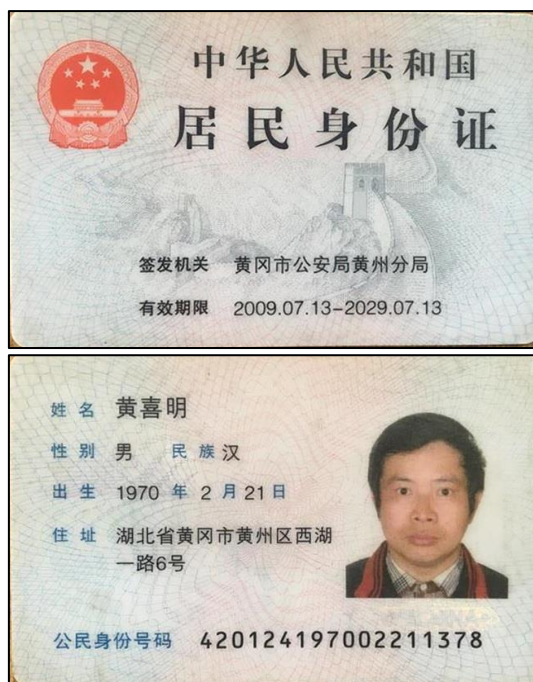 中华人民共和国
居民身份证
签发机关 黄冈市公安局黄州分局
有效期限 2009.07.13-2029.07.13
姓名 黄喜明
性别 男 民族 汉
出生 1970 年 2 月 21 日
住址 湖北省黄冈市黄州区西湖
一路6号
公民身份号码 420124197002211378